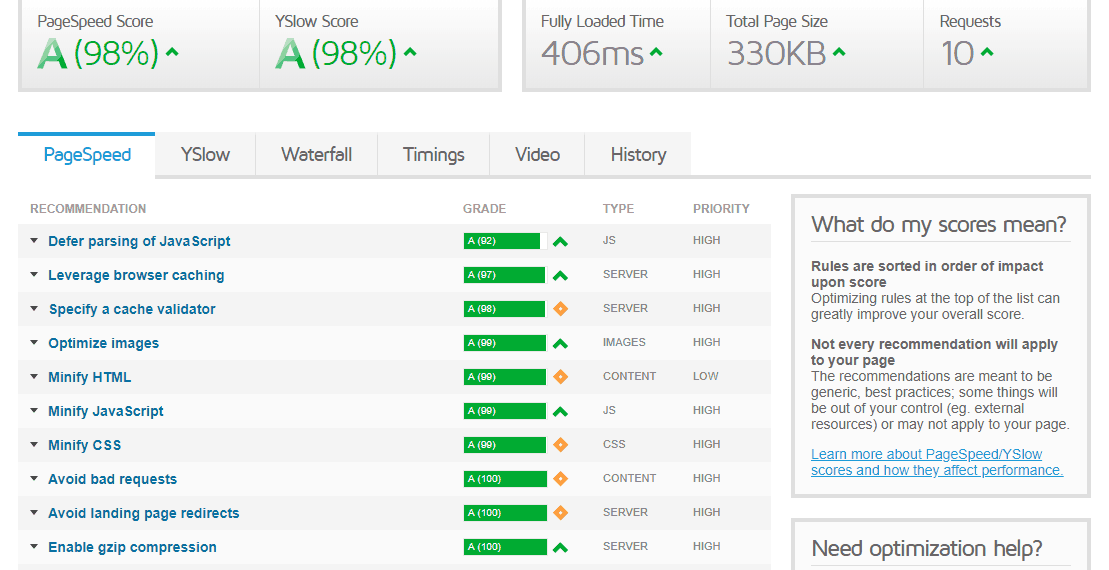 PageSpeed Score
A (98%)
YSlow Score
A (98%)
Fully Loaded Time
406ms
Total Page Size
330KB
Requests
10
PageSpeed YSlow Waterfall Timings Video History
RECOMMENDATION GRADE TYPE PRIORITY
Defer parsing of JavaScript A (92) JS HIGH
Leverage browser caching A (97) SERVER HIGH
Specify a cache validator A (98) SERVER HIGH
Optimize images A (99) IMAGES HIGH
Minify HTML A (99) CONTENT LOW
Minify JavaScript A (99) JS HIGH
Minify CSS A (99) CSS HIGH
Avoid bad requests A (100) CONTENT HIGH
Avoid landing page redirects A (100) SERVER HIGH
Enable gzip compression A (100) SERVER HIGH
What do my scores mean?
Rules are sorted in order of impact
upon score
Optimizing rules at the top of the list can
greatly improve your overall score.
Not every recommendation will apply
to your page
The recommendations are meant to be
generic, best practices; some things will
be out of your control (eg. external
resources) or may not apply to your page.
Learn more about PageSpeed/YSlow
scores and how they affect performance.
Need optimization help?